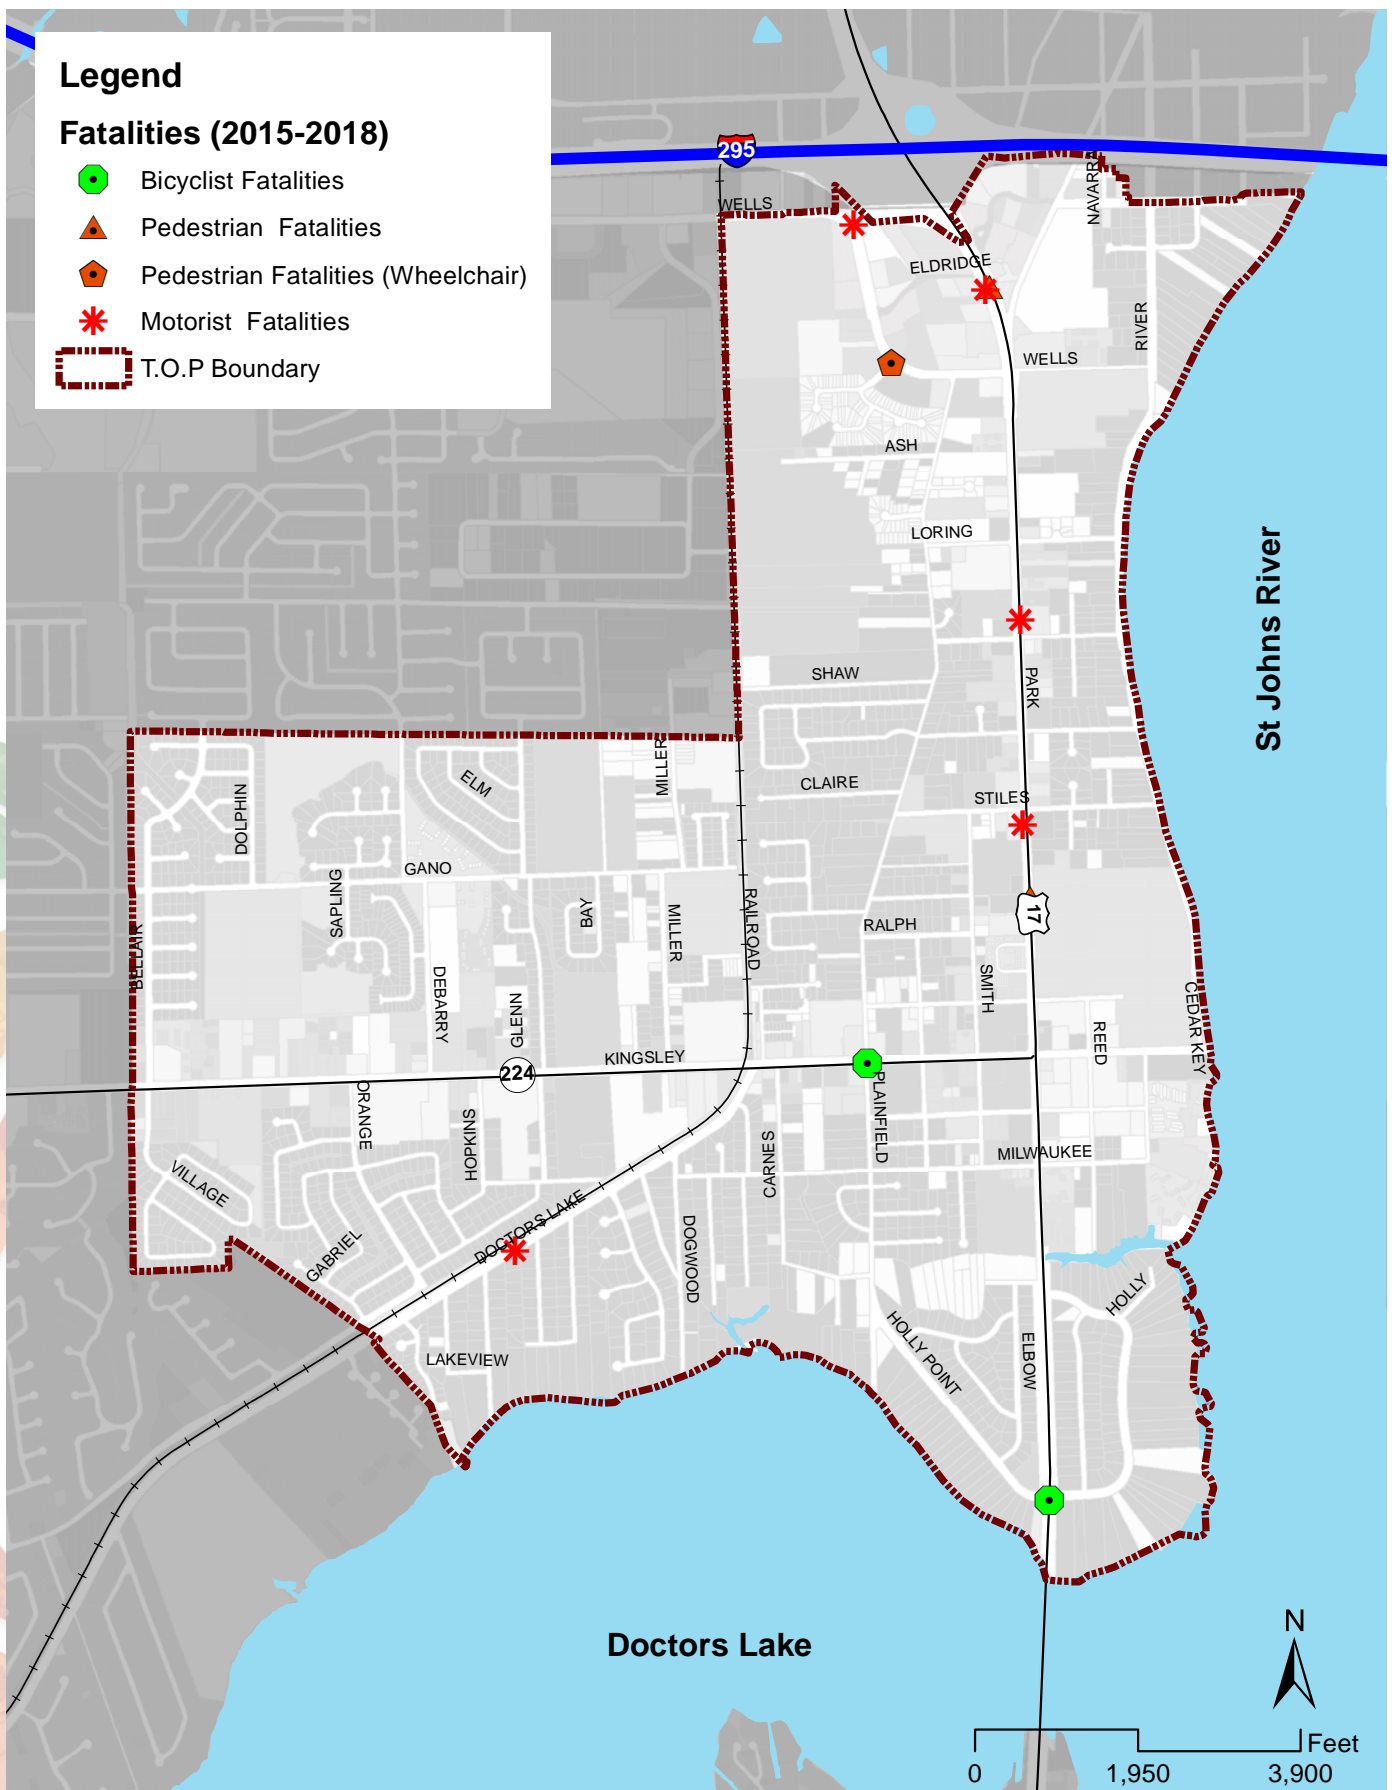 Legend
Fatalities (2015-2018)
Bicyclist Fatalities
Pedestrian Fatalities
Pedestrian Fatalities (Wheelchair)
Motorist Fatalities
T.O.P Boundary
295
WELLS
NAVARRA
ELDRIDGE
RIVER
WELLS
ASH
LORING
St Johns River
SHAW
PARK
MILLER
ELM
CLAIRE
STILES
DOLPHIN
GANO
SAPLING
BAY
MILLER
RAILROAD
RALPH
17
BELLAIR
DEBARRY
GLENN
SMITH
CEDAR KEY
REED
KINGSLEY
224
ORANGE
HOPKINS
PLAINFIELD
CARNES
MILWAUKEE
VILLAGE
DOCTORS LAKE
GABRIEL
DOGWOOD
HOLLY
HOLLY POINT
ELBOW
LAKEVIEW
Doctors Lake
N
Feet
0 1,950 3,900